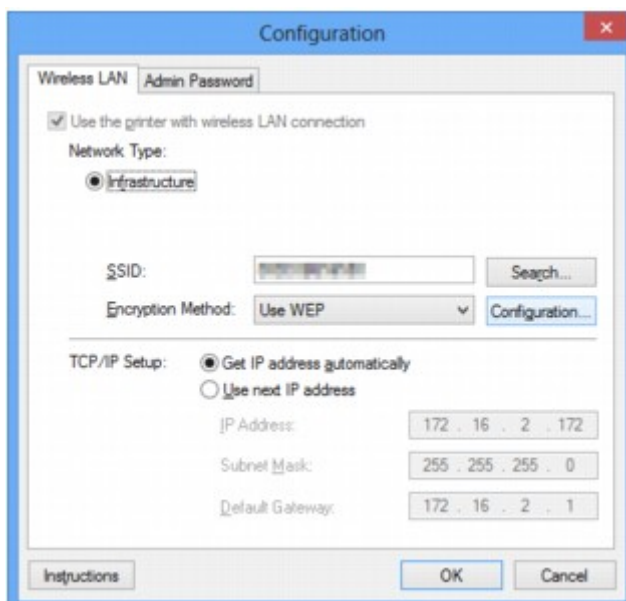 Configuration
Wireless LAN Admin Password
Use the printer with wireless LAN connection
Network Type:
Infrastructure
SSID: Search...
Encryption Method: Use WEP Configuration...
TCP/IP Setup: Get IP address automatically
Use next IP address
IP Address: 172 . 16 . 2 . 172
Subnet Mask: 255 . 255 . 255 . 0
Default Gateway: 172 . 16 . 2 . 1
Instructions OK Cancel